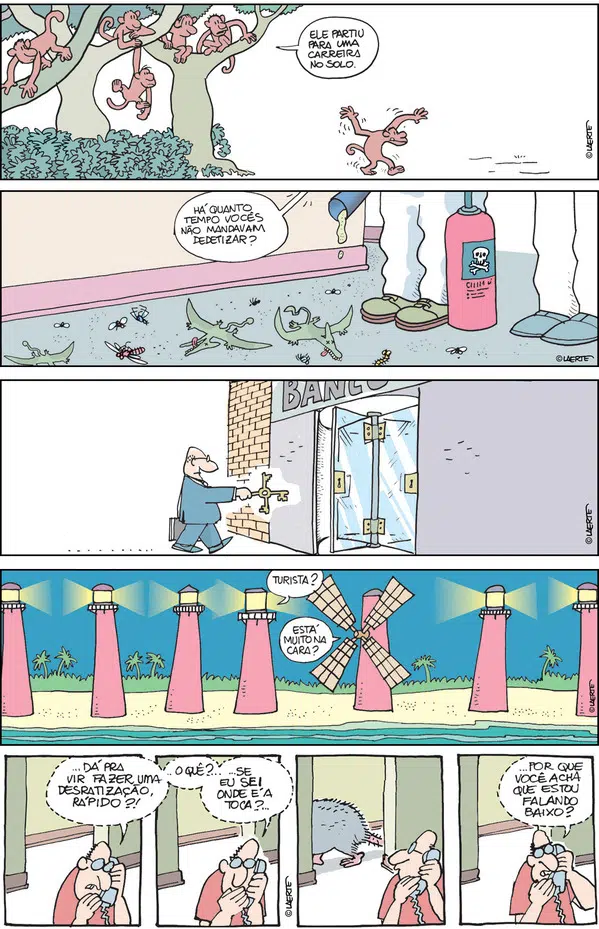 ELE PARTIU
PARA UMA
CARREIRA
NO SOLO.
©LAERTE
HÁ QUANTO
TEMPO VOCÊS
NÃO MANDAVAM
DEDETIZAR?
©LAERTE
BANCO
©LAERTE
TURISTA?
ESTÁ
MUITO NA
CARA?
©LAERTE
...DÁ PRA
VIR FAZER UMA
DESRATIZAÇÃO,
RÁPIDO?!
...O QUÊ?...
...SE
EU SEI
ONDE É A
TOCA?...
©LAERTE
...POR QUE
VOCÊ ACHA
QUE ESTOU
FALANDO
BAIXO?